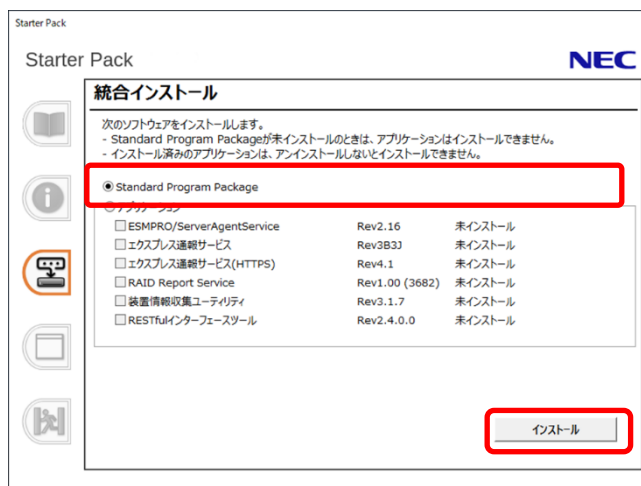 Starter Pack
Starter Pack NEC
統合インストール
次のソフトウェアをインストールします。
- Standard Program Packageが未インストールのときは、アプリケーションはインストールできません。
- インストール済みのアプリケーションは、アンインストールしないとインストールできません。
Standard Program Package
アプリケーション
ESMPRO/ServerAgentService Rev2.16 未インストール
エクスプレス通報サービス Rev3B3J 未インストール
エクスプレス通報サービス(HTTPS) Rev4.1 未インストール
RAID Report Service Rev1.00 (3682) 未インストール
装置情報収集ユーティリティ Rev3.1.7 未インストール
RESTfulインターフェースツール Rev2.4.0.0 未インストール
インストール